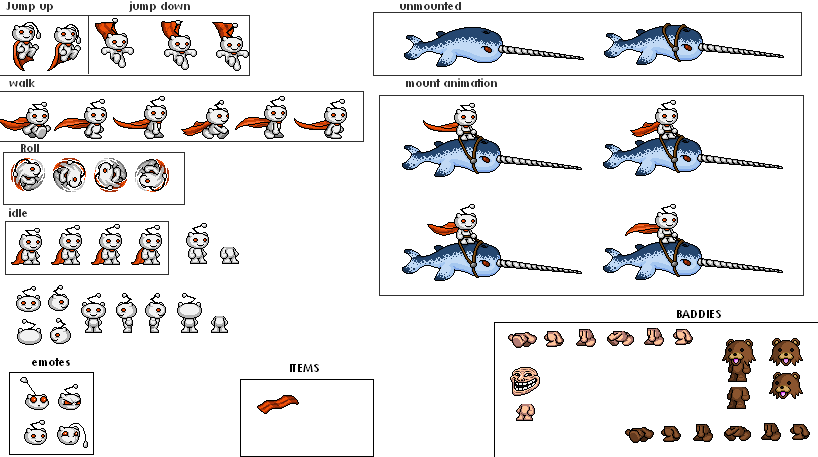 Jump up
jump down
unmounted
walk
mount animation
Roll
idle
BADDIES
emotes
ITEMS